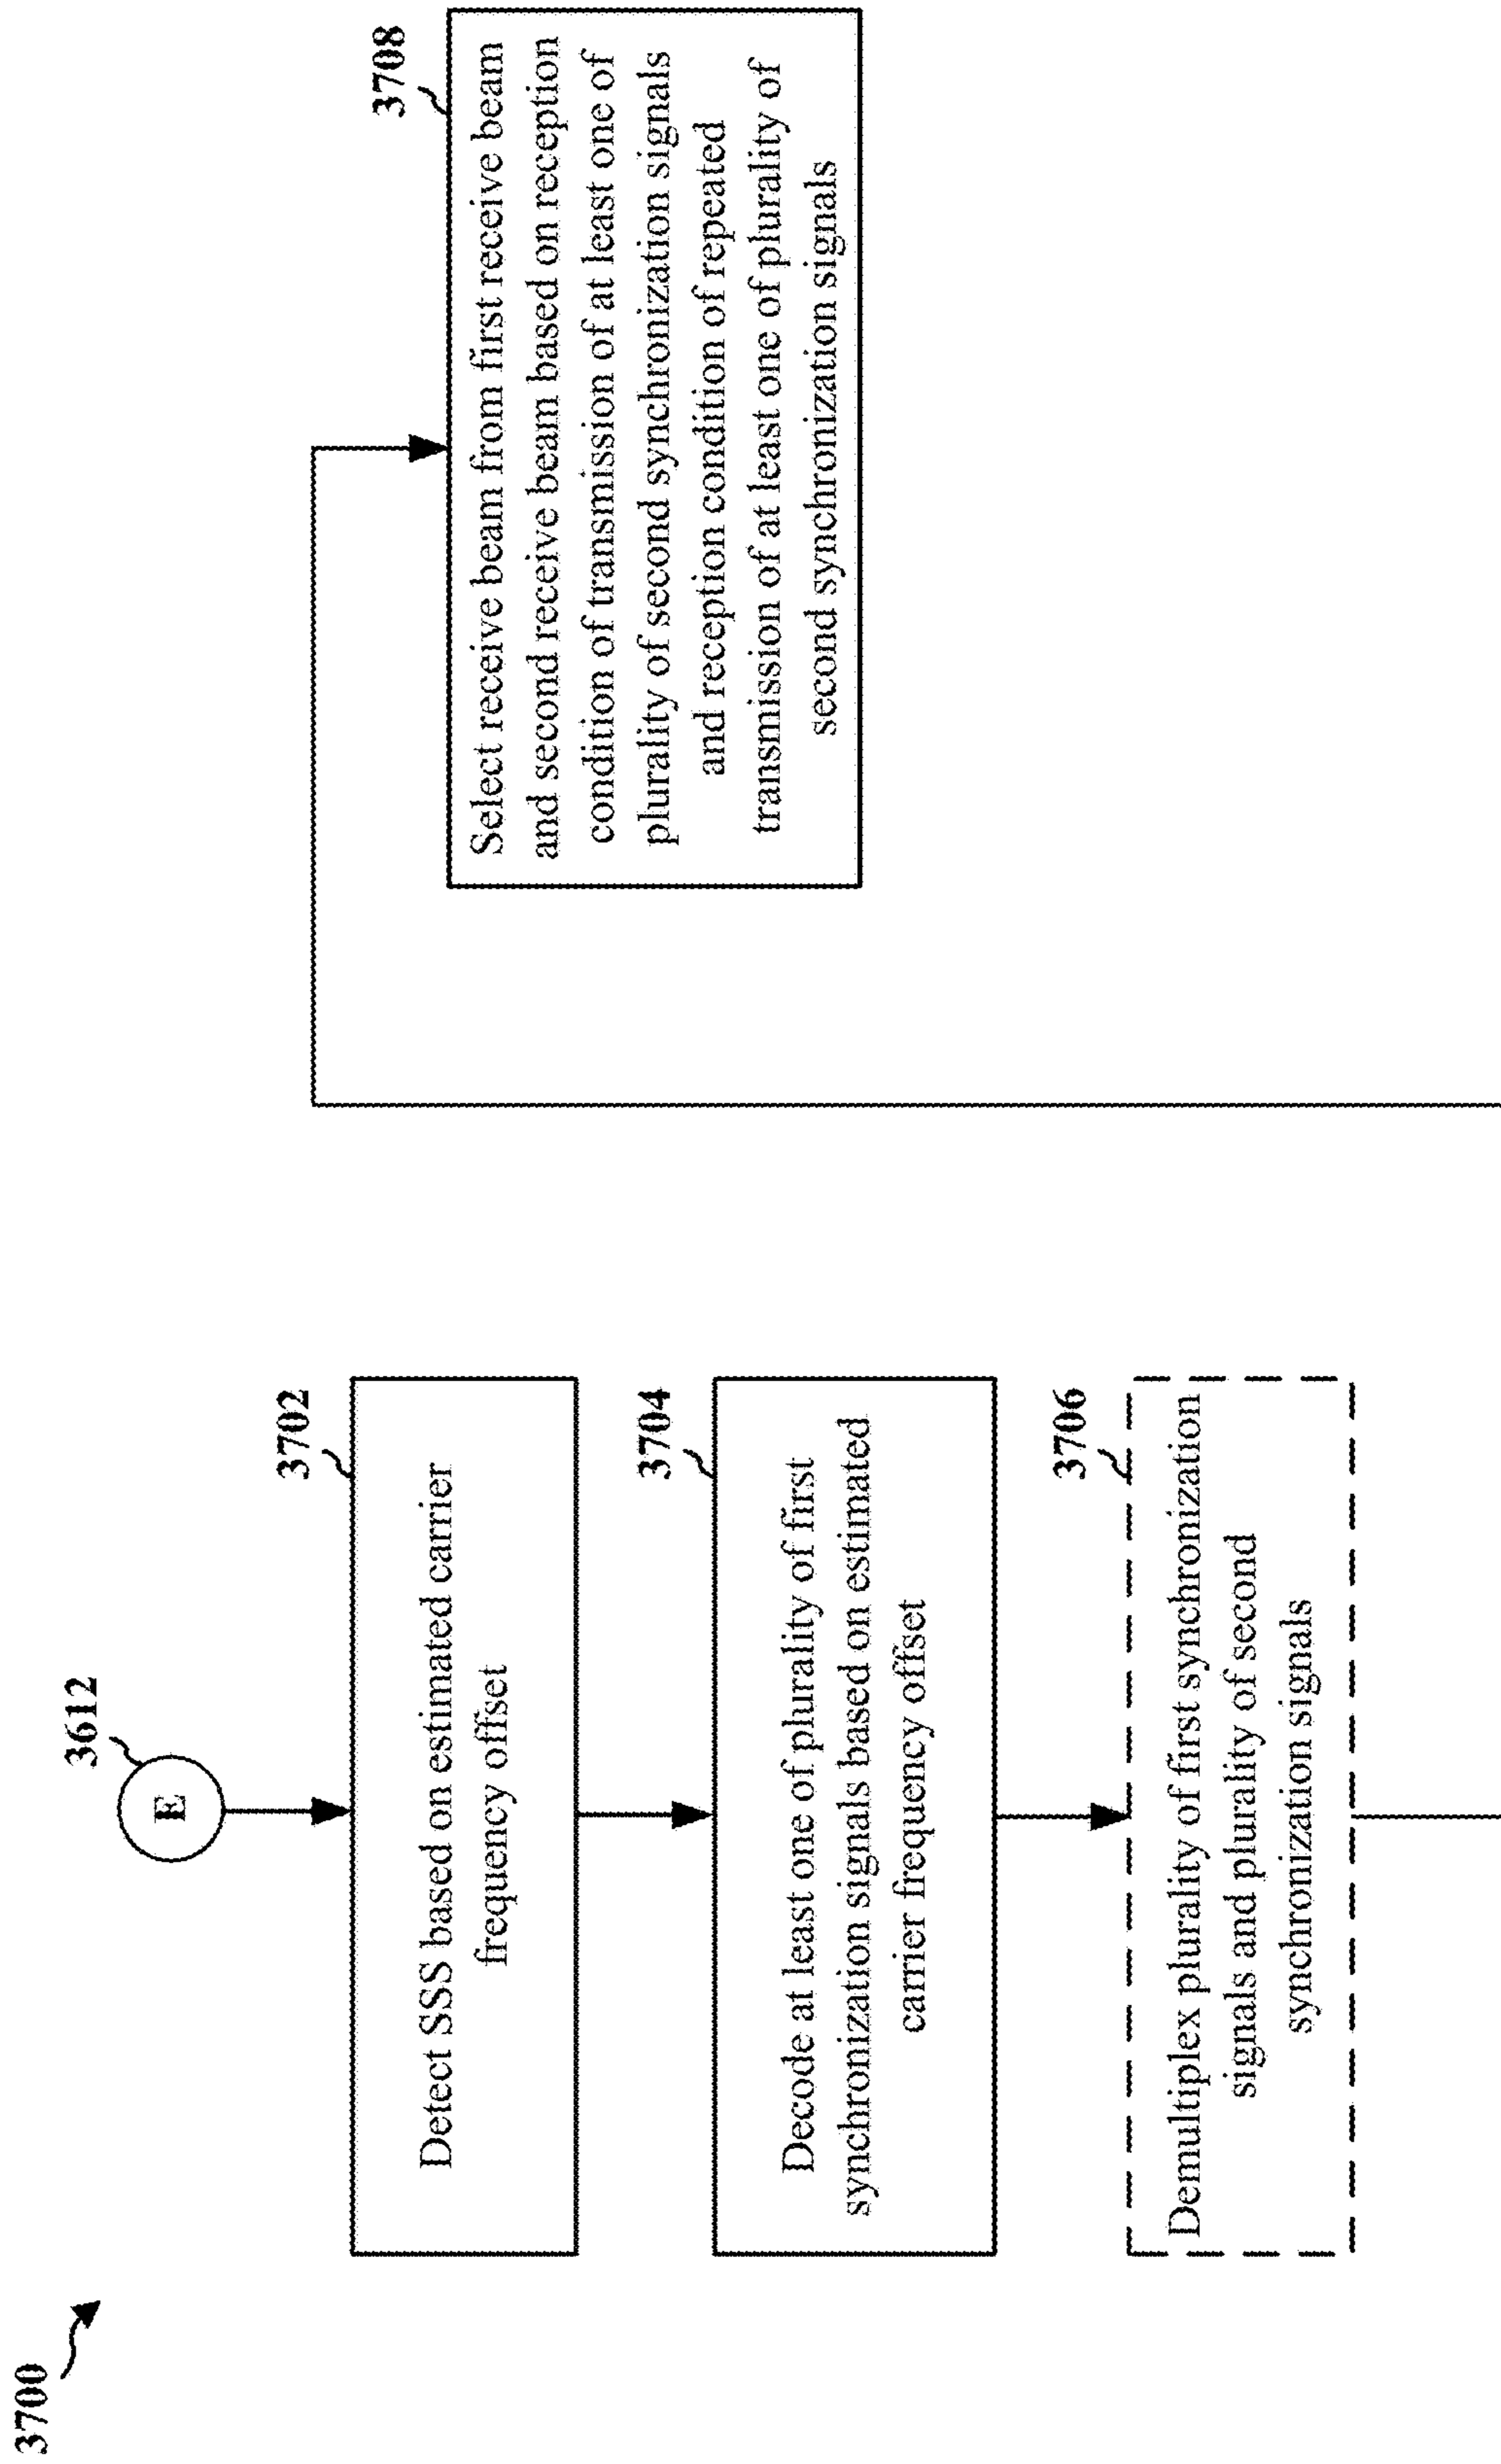 3700
3612
E
3702
Detect SSS based on estimated carrier
frequency offset
3704
Decode at least one of plurality of first
synchronization signals based on estimated
carrier frequency offset
3706
Demultiplex plurality of first synchronization
signals and plurality of second
synchronization signals
3708
Select receive beam from first receive beam
and second receive beam based on reception
condition of transmission of at least one of
plurality of second synchronization signals
and reception condition of repeated
transmission of at least one of plurality of
second synchronization signals